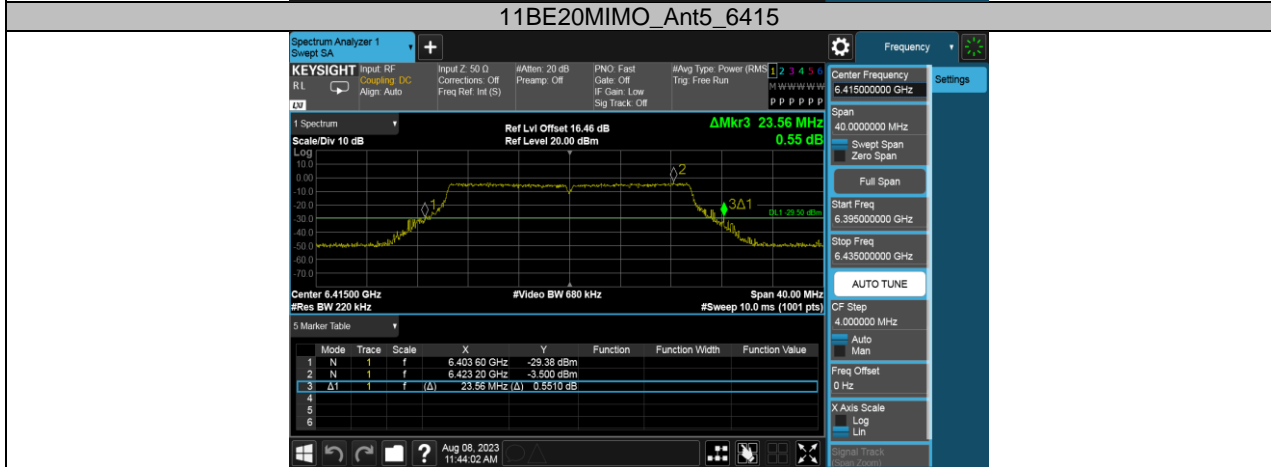 11BE20MIMO_Ant5_6415
Spectrum Analyzer 1
Swept SA
+
Frequency
KEYSIGHT
RL
LXI
Input: RF
Coupling: DC
Align: Auto
Input Z: 50 Ω
Corrections: Off
Freq Ref: Int (S)
#Atten: 20 dB
Preamp: Off
PNO: Fast
Gate: Off
IF Gain: Low
Sig Track: Off
#Avg Type: Power (RMS
Trig: Free Run
1 2 3 4 5 6
M W W W W W
P P P P P P
Center Frequency
6.415000000 GHz
Settings
Span
40.0000000 MHz
Swept Span
Zero Span
Full Span
Start Freq
6.395000000 GHz
Stop Freq
6.435000000 GHz
AUTO TUNE
CF Step
4.000000 MHz
Auto
Man
Freq Offset
0 Hz
X Axis Scale
Log
Lin
Signal Track
(Span Zoom)
1 Spectrum
Scale/Div 10 dB
Ref Lvl Offset 16.46 dB
Ref Level 20.00 dBm
ΔMkr3 23.56 MHz
0.55 dB
Log
10.0
0.00
-10.0
-20.0
-30.0
-40.0
-50.0
-60.0
-70.0
1
2
3Δ1
DL1 -29.50 dBm
Center 6.41500 GHz
#Res BW 220 kHz
#Video BW 680 kHz
Span 40.00 MHz
#Sweep 10.0 ms (1001 pts)
5 Marker Table
Mode Trace Scale X Y Function Function Width Function Value
1 N 1 f 6.403 60 GHz -29.38 dBm
2 N 1 f 6.423 20 GHz -3.500 dBm
3 Δ1 1 f (Δ) 23.56 MHz (Δ) 0.5510 dB
4
5
6
?
Aug 08, 2023
11:44:02 AM